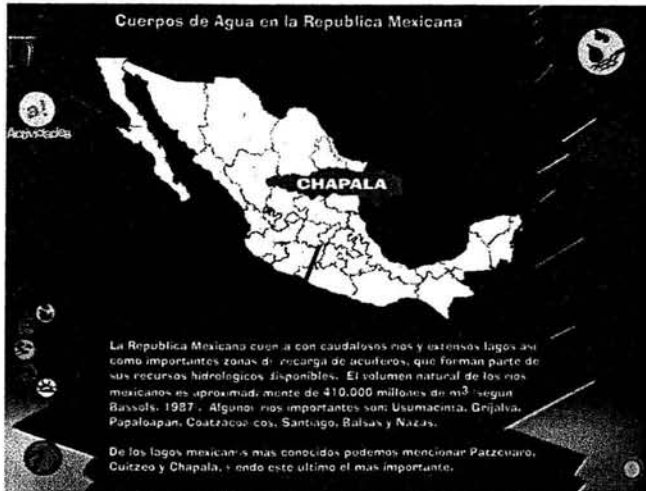 Cuerpos de Agua en la Republica Mexicana
a!
Actividades
CHAPALA
La Republica Mexicana cuenta con caudalosos rios y extensos lagos asi
como importantes zonas de recarga de acuiferos, que forman parte de
sus recursos hidrologicos disponibles. El volumen natural de los rios
mexicanos es aproximadamente de 410,000 millones de m3 (segun
Bassols, 1987). Algunos rios importantes son: Usumacinta, Grijalva,
Papaloapan, Coatzacoalcos, Santiago, Balsas y Nazas.
De los lagos mexicanos mas conocidos podemos mencionar Patzcuaro,
Cuitzeo y Chapala, siendo este ultimo el mas importante.